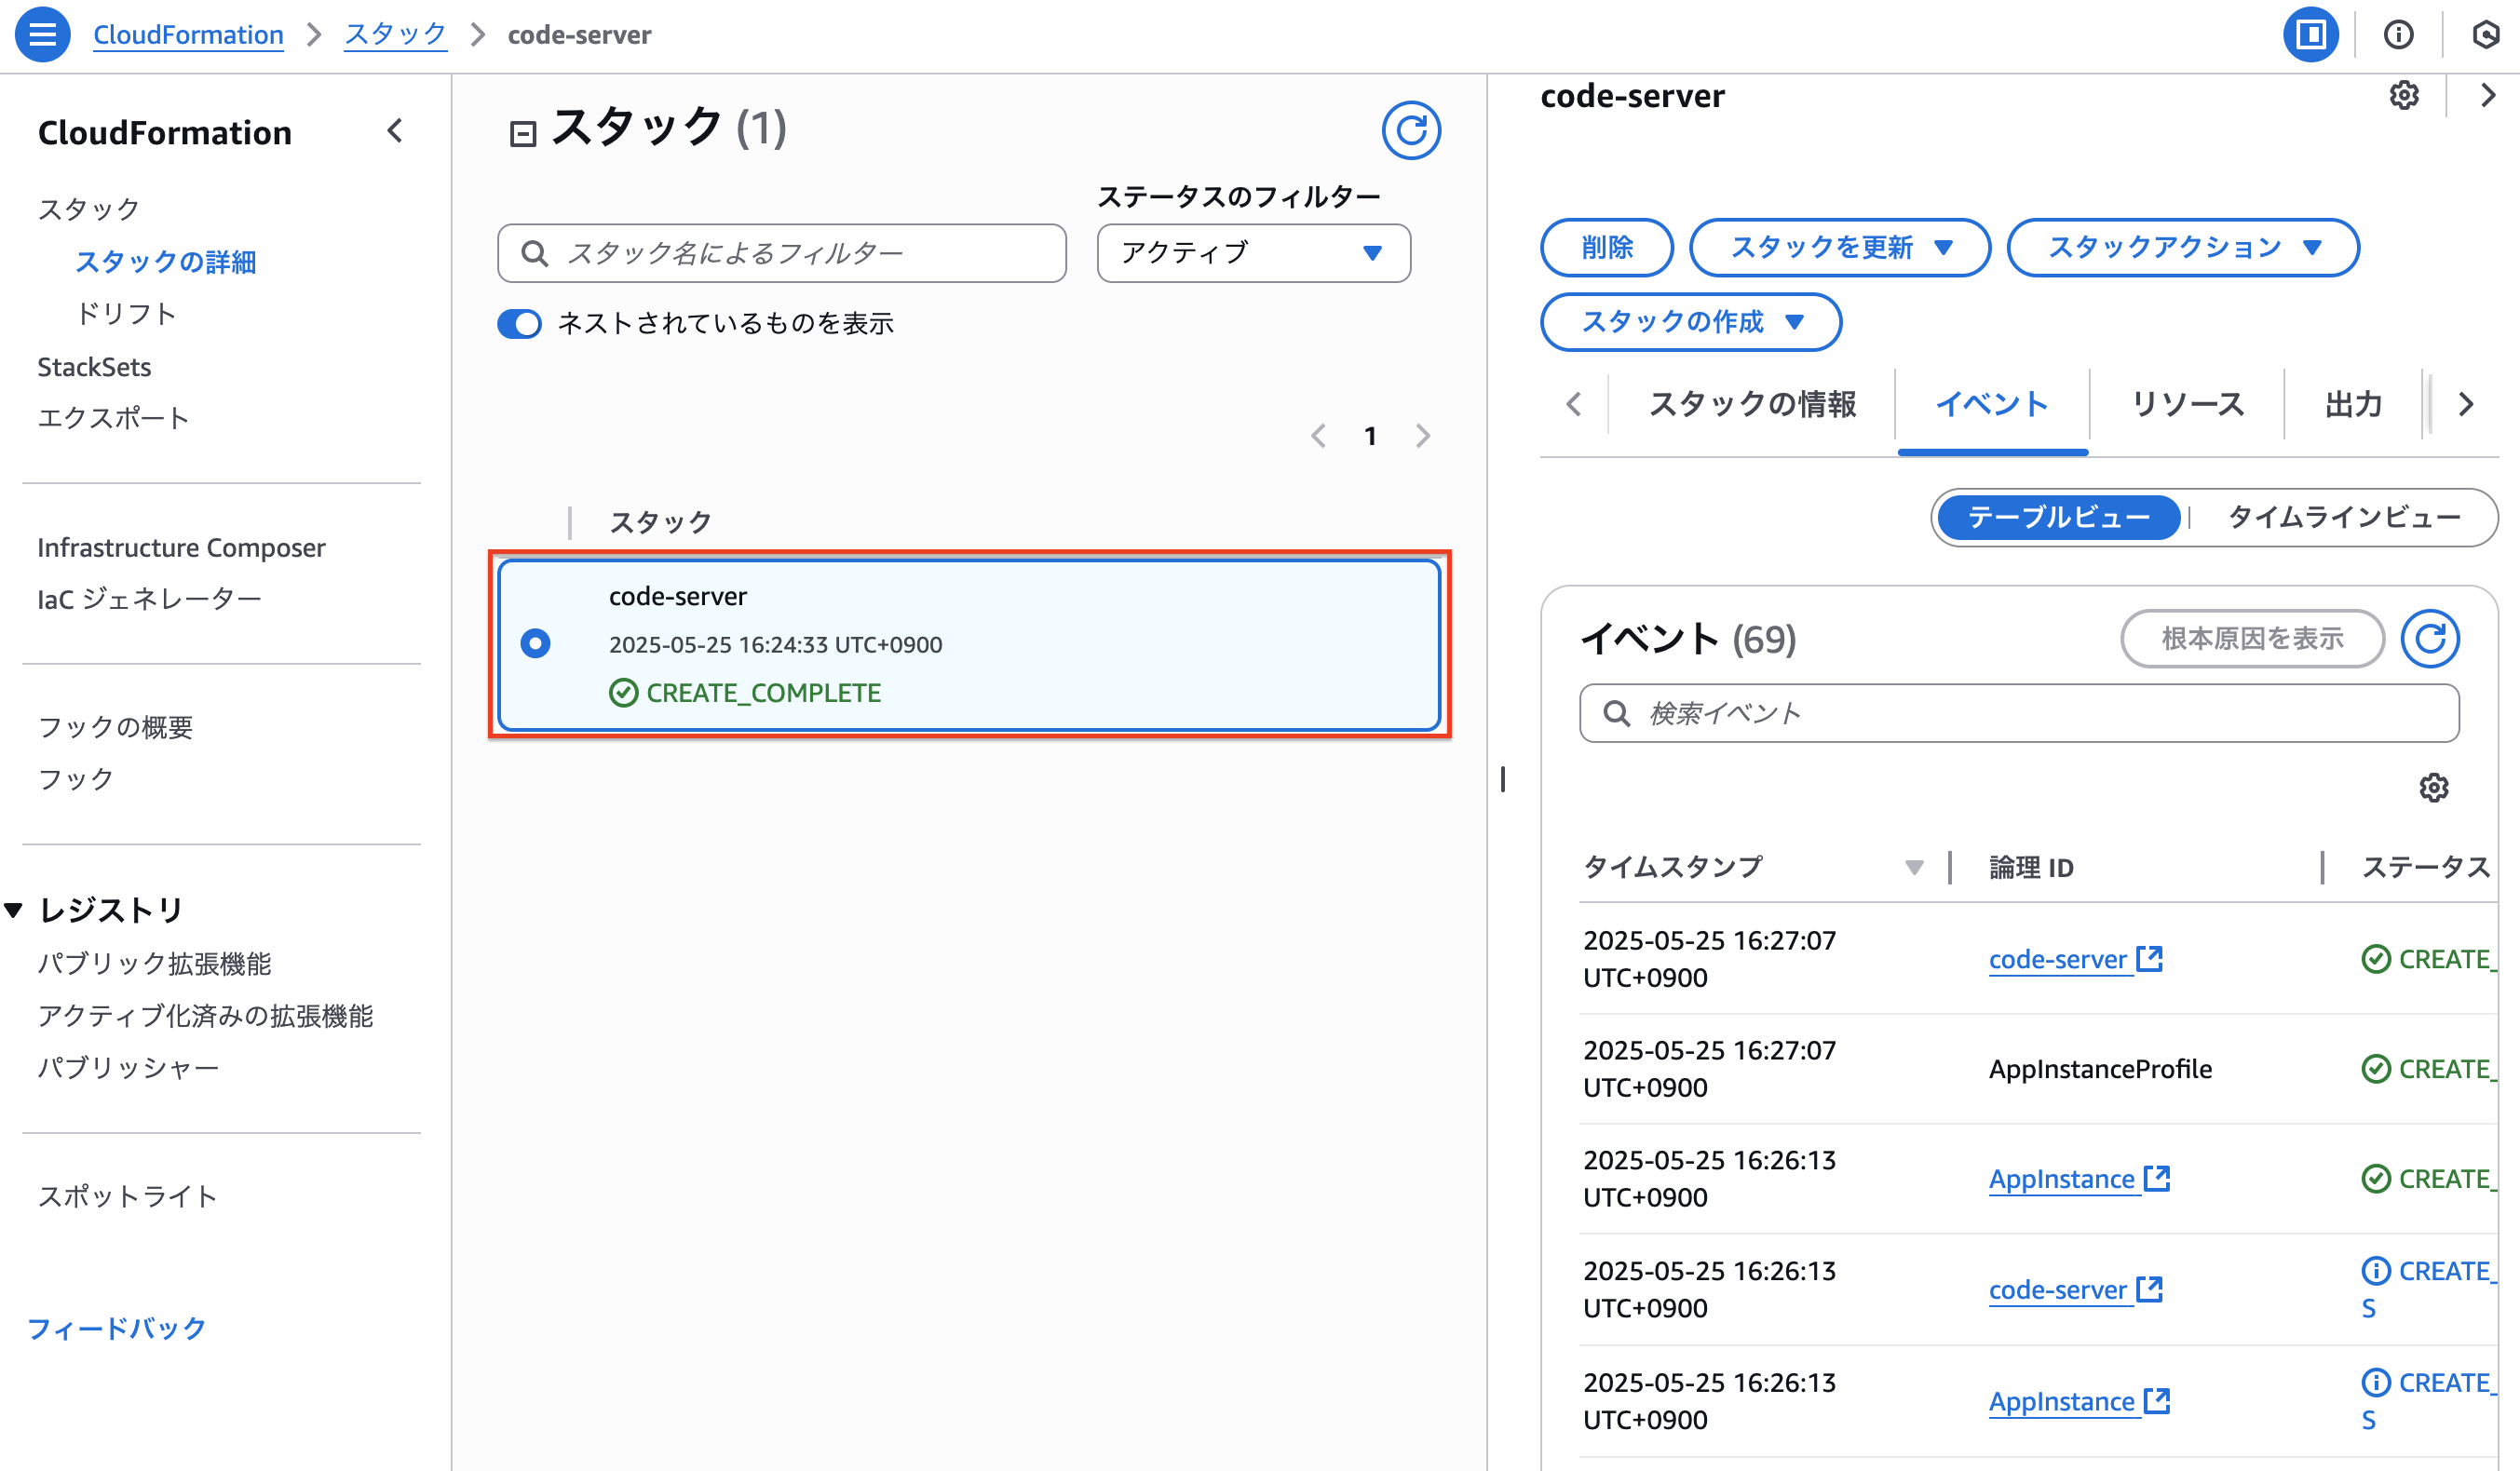 CloudFormation > スタック > code-server
CloudFormation
スタック
スタックの詳細
ドリフト
StackSets
エクスポート
Infrastructure Composer
IaC ジェネレーター
フックの概要
フック
レジストリ
パブリック拡張機能
アクティブ化済みの拡張機能
パブリッシャー
スポットライト
フィードバック
スタック (1)
ステータスのフィルター
スタック名によるフィルター
アクティブ
ネストされているものを表示
1
スタック
code-server
2025-05-25 16:24:33 UTC+0900
CREATE_COMPLETE
code-server
削除 スタックを更新 スタックアクション
スタックの作成
スタックの情報 イベント リソース 出力
テーブルビュー タイムラインビュー
イベント (69) 根本原因を表示
検索イベント
タイムスタンプ 論理 ID ステータス
2025-05-25 16:27:07
UTC+0900
code-server
CREATE_
2025-05-25 16:27:07
UTC+0900
AppInstanceProfile
CREATE_
2025-05-25 16:26:13
UTC+0900
AppInstance
CREATE_
2025-05-25 16:26:13
UTC+0900
code-server
CREATE_
S
2025-05-25 16:26:13
UTC+0900
AppInstance
CREATE_
S